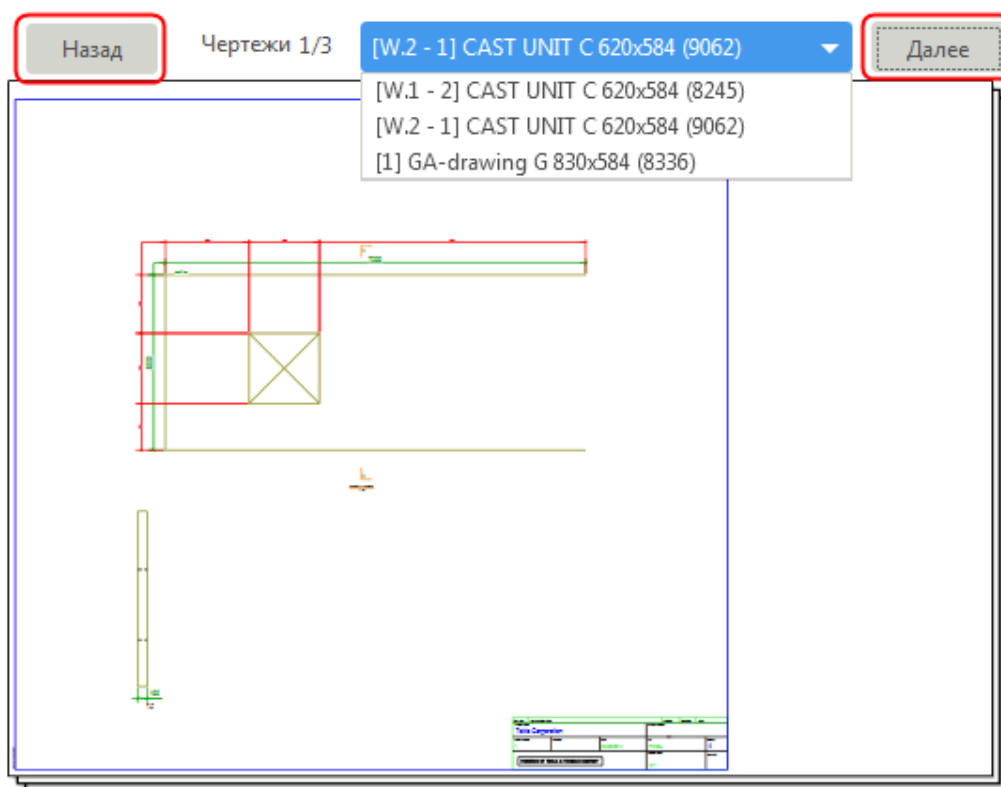 Назад
Чертежи 1/3
[W.2 - 1] CAST UNIT C 620x584 (9062)
Далее
[W.1 - 2] CAST UNIT C 620x584 (8245)
[W.2 - 1] CAST UNIT C 620x584 (9062)
[1] GA-drawing G 830x584 (8336)
Tekla Corporation